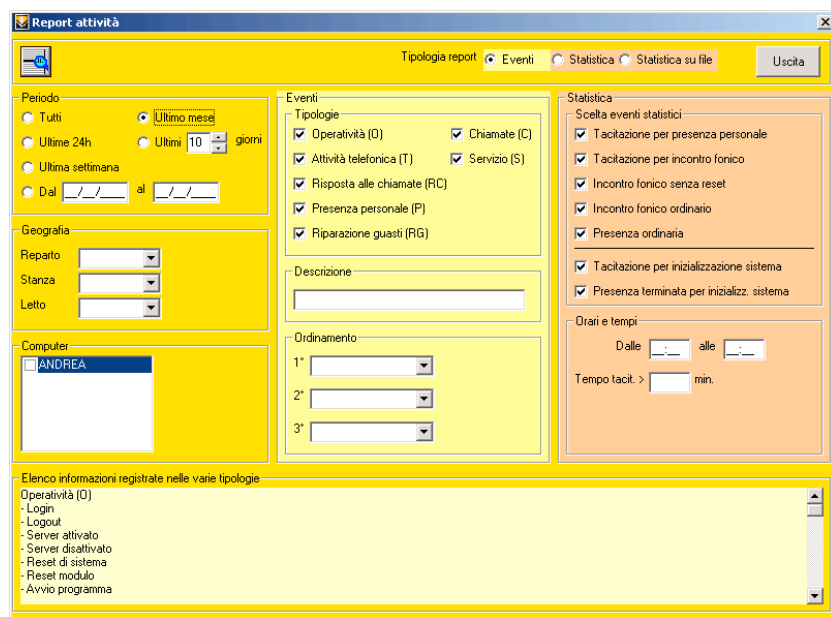 Report attività
Tipologia report Eventi Statistica Statistica su file Uscita
Periodo
Tutti Ultimo mese
Ultime 24h Ultimi 10 giorni
Ultima settimana
Dal __/__/____ al __/__/____
Geografia
Reparto
Stanza
Letto
Computer
ANDREA
Eventi
Tipologie
Operatività (O) Chiamate (C)
Attività telefonica (T) Servizio (S)
Risposta alle chiamate (RC)
Presenza personale (P)
Riparazione guasti (RG)
Descrizione
Ordinamento
1°
2°
3°
Statistica
Scelta eventi statistici
Tacitazione per presenza personale
Tacitazione per incontro fonico
Incontro fonico senza reset
Incontro fonico ordinario
Presenza ordinaria
Tacitazione per inizializzazione sistema
Presenza terminata per inizializz. sistema
Orari e tempi
Dalle __:__ alle __:__
Tempo tacit. > min.
Elenco informazioni registrate nelle varie tipologie
Operatività (O)
- Login
- Logout
- Server attivato
- Server disattivato
- Reset di sistema
- Reset modulo
- Avvio programma